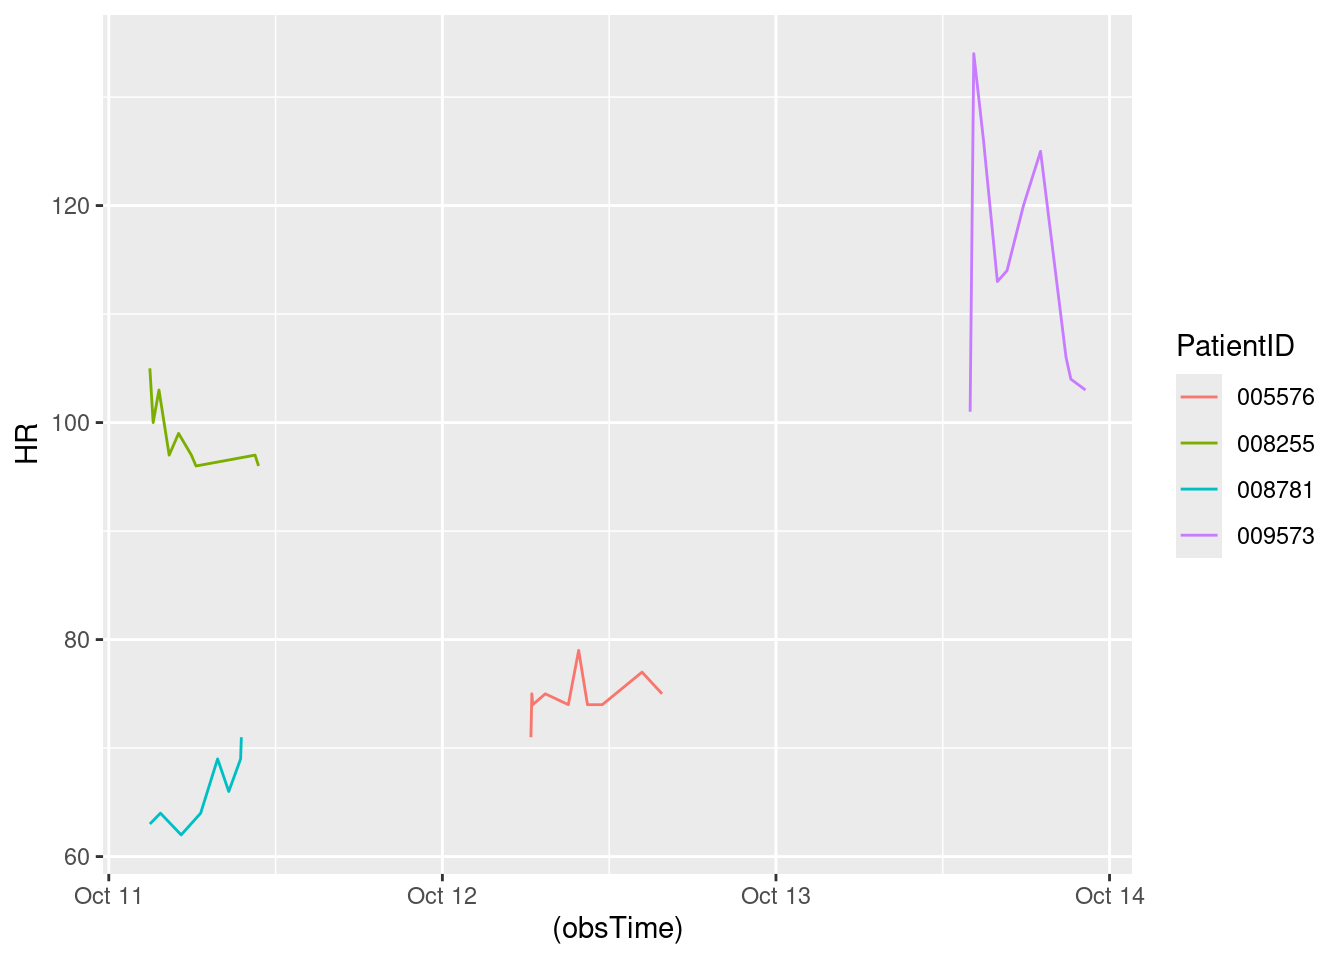 HR
120
100
80
60
Oct 11
Oct 12
Oct 13
Oct 14
(obsTime)
PatientID
005576
008255
008781
009573